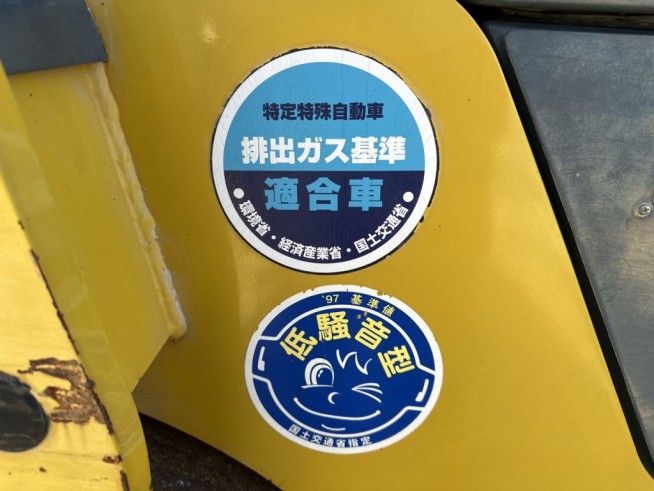 特定特殊自動車
排出ガス基準
適合車
環境省・経済産業省・国土交通省
'97 基準値
低騒音型
国土交通省指定